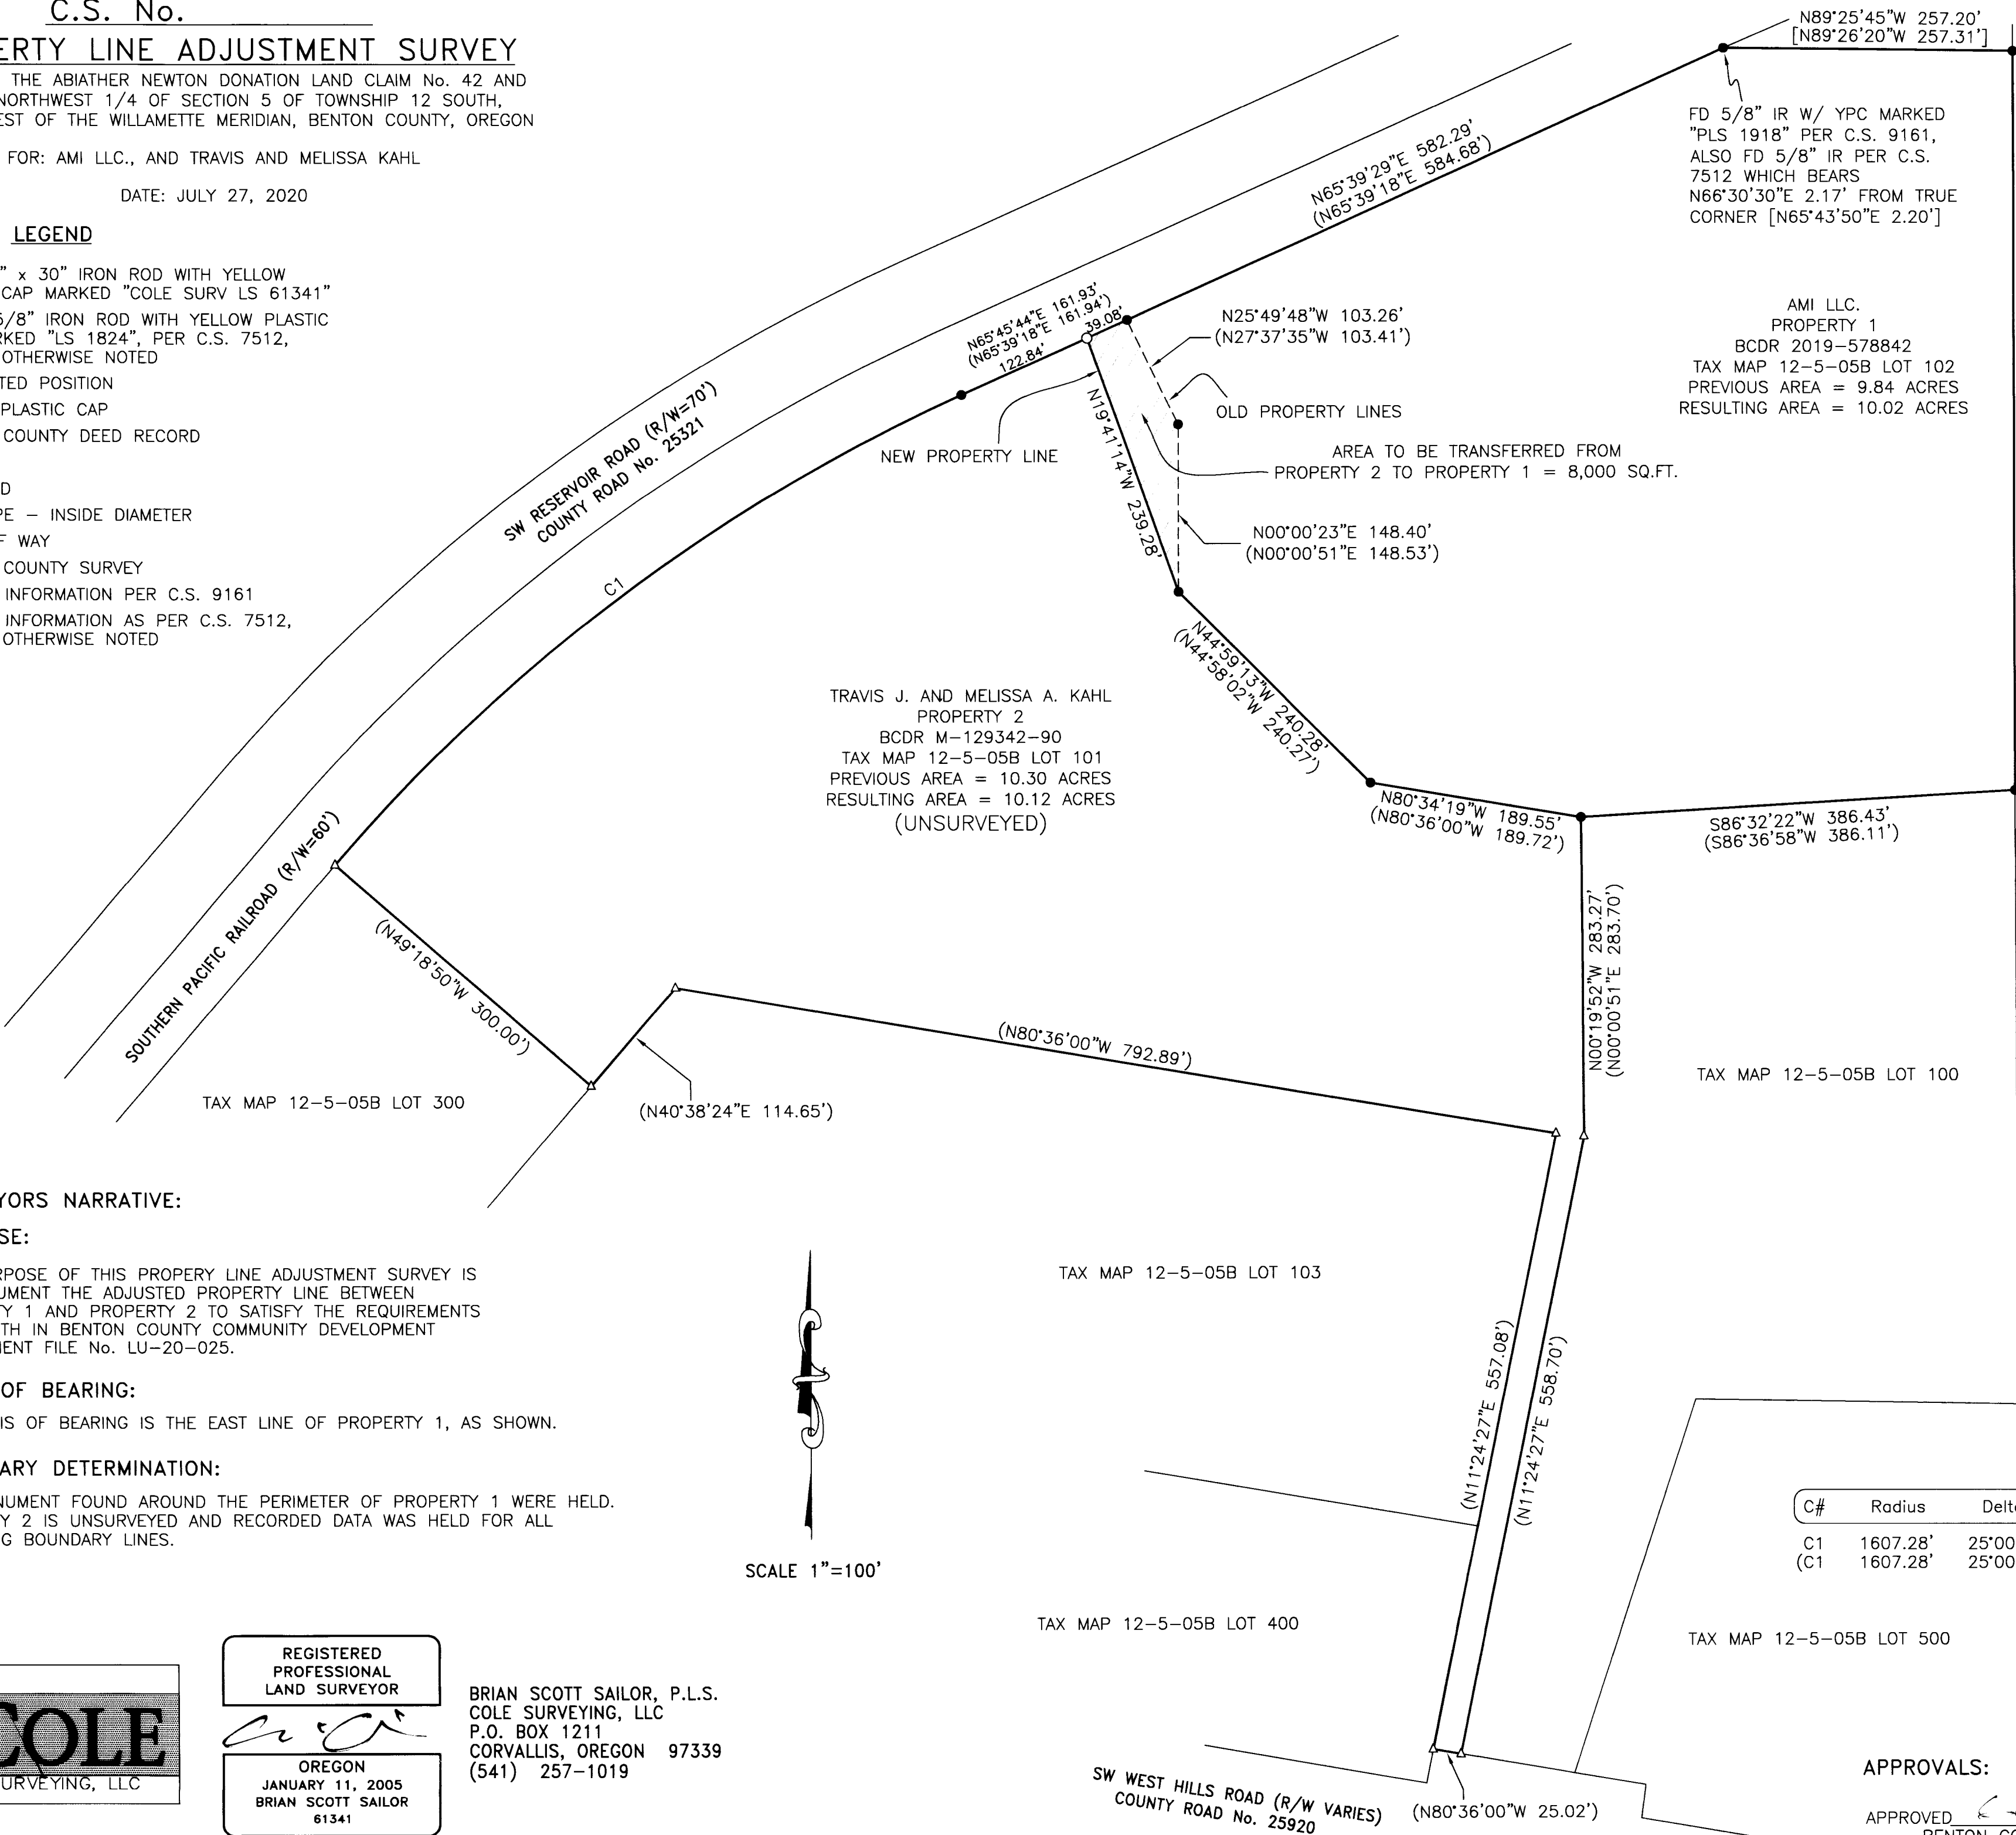 C.S. No.
ERTY LINE ADJUSTMENT SURVEY
THE ABIATHER NEWTON DONATION LAND CLAIM No. 42 AND
NORTHWEST 1/4 OF SECTION 5 OF TOWNSHIP 12 SOUTH,
EST OF THE WILLAMETTE MERIDIAN, BENTON COUNTY, OREGON
FOR: AMI LLC., AND TRAVIS AND MELISSA KAHL
DATE: JULY 27, 2020
LEGEND
" x 30" IRON ROD WITH YELLOW
CAP MARKED "COLE SURV LS 61341"
5/8" IRON ROD WITH YELLOW PLASTIC
RKED "LS 1824", PER C.S. 7512,
OTHERWISE NOTED
TED POSITION
PLASTIC CAP
COUNTY DEED RECORD
D
PE – INSIDE DIAMETER
F WAY
COUNTY SURVEY
INFORMATION PER C.S. 9161
INFORMATION AS PER C.S. 7512,
OTHERWISE NOTED
N89°25'45"W 257.20'
[N89°26'20"W 257.31']
FD 5/8" IR W/ YPC MARKED
"PLS 1918" PER C.S. 9161,
ALSO FD 5/8" IR PER C.S.
7512 WHICH BEARS
N66°30'30"E 2.17' FROM TRUE
CORNER [N65°43'50"E 2.20']
N65°39'29"E 582.29'
(N65°39'18"E 584.68')
N65°45'44"E 161.93'
(N65°39'18"E 161.94')
39.08'
122.84'
N25°49'48"W 103.26'
(N27°37'35"W 103.41')
AMI LLC.
PROPERTY 1
BCDR 2019-578842
TAX MAP 12-5-05B LOT 102
PREVIOUS AREA = 9.84 ACRES
RESULTING AREA = 10.02 ACRES
OLD PROPERTY LINES
NEW PROPERTY LINE
N19°41'14"W 239.28'
AREA TO BE TRANSFERRED FROM
PROPERTY 2 TO PROPERTY 1 = 8,000 SQ.FT.
N00°00'23"E 148.40'
(N00°00'51"E 148.53')
SW RESERVOIR ROAD (R/W=70')
COUNTY ROAD No. 25321
C1
N44°59'13"W 240.28'
(N44°58'02"W 240.27')
TRAVIS J. AND MELISSA A. KAHL
PROPERTY 2
BCDR M-129342-90
TAX MAP 12-5-05B LOT 101
PREVIOUS AREA = 10.30 ACRES
RESULTING AREA = 10.12 ACRES
(UNSURVEYED)
N80°34'19"W 189.55'
(N80°36'00"W 189.72')
S86°32'22"W 386.43'
(S86°36'58"W 386.11')
SOUTHERN PACIFIC RAILROAD (R/W=60')
(N49°18'50"W 300.00')
N00°19'52"W 283.27'
(N00°00'51"E 283.70')
(N80°36'00"W 792.89')
(N40°38'24"E 114.65')
TAX MAP 12-5-05B LOT 300
TAX MAP 12-5-05B LOT 100
YORS NARRATIVE:
SE:
RPOSE OF THIS PROPERY LINE ADJUSTMENT SURVEY IS
UMENT THE ADJUSTED PROPERTY LINE BETWEEN
TY 1 AND PROPERTY 2 TO SATISFY THE REQUIREMENTS
TH IN BENTON COUNTY COMMUNITY DEVELOPMENT
MENT FILE No. LU-20-025.
OF BEARING:
IS OF BEARING IS THE EAST LINE OF PROPERTY 1, AS SHOWN.
ARY DETERMINATION:
NUMENT FOUND AROUND THE PERIMETER OF PROPERTY 1 WERE HELD.
Y 2 IS UNSURVEYED AND RECORDED DATA WAS HELD FOR ALL
G BOUNDARY LINES.
SCALE 1"=100'
TAX MAP 12-5-05B LOT 103
(N11°24'27"E 557.08')
(N11°24'27"E 558.70')
C# Radius Delt
C1 1607.28' 25°00
(C1 1607.28' 25°00
TAX MAP 12-5-05B LOT 400
TAX MAP 12-5-05B LOT 500
COLE
URVEYING, LLC
REGISTERED
PROFESSIONAL
LAND SURVEYOR
OREGON
JANUARY 11, 2005
BRIAN SCOTT SAILOR
61341
BRIAN SCOTT SAILOR, P.L.S.
COLE SURVEYING, LLC
P.O. BOX 1211
CORVALLIS, OREGON 97339
(541) 257-1019
SW WEST HILLS ROAD (R/W VARIES)
COUNTY ROAD No. 25920
(N80°36'00"W 25.02')
APPROVALS:
APPROVED
BENTON CO